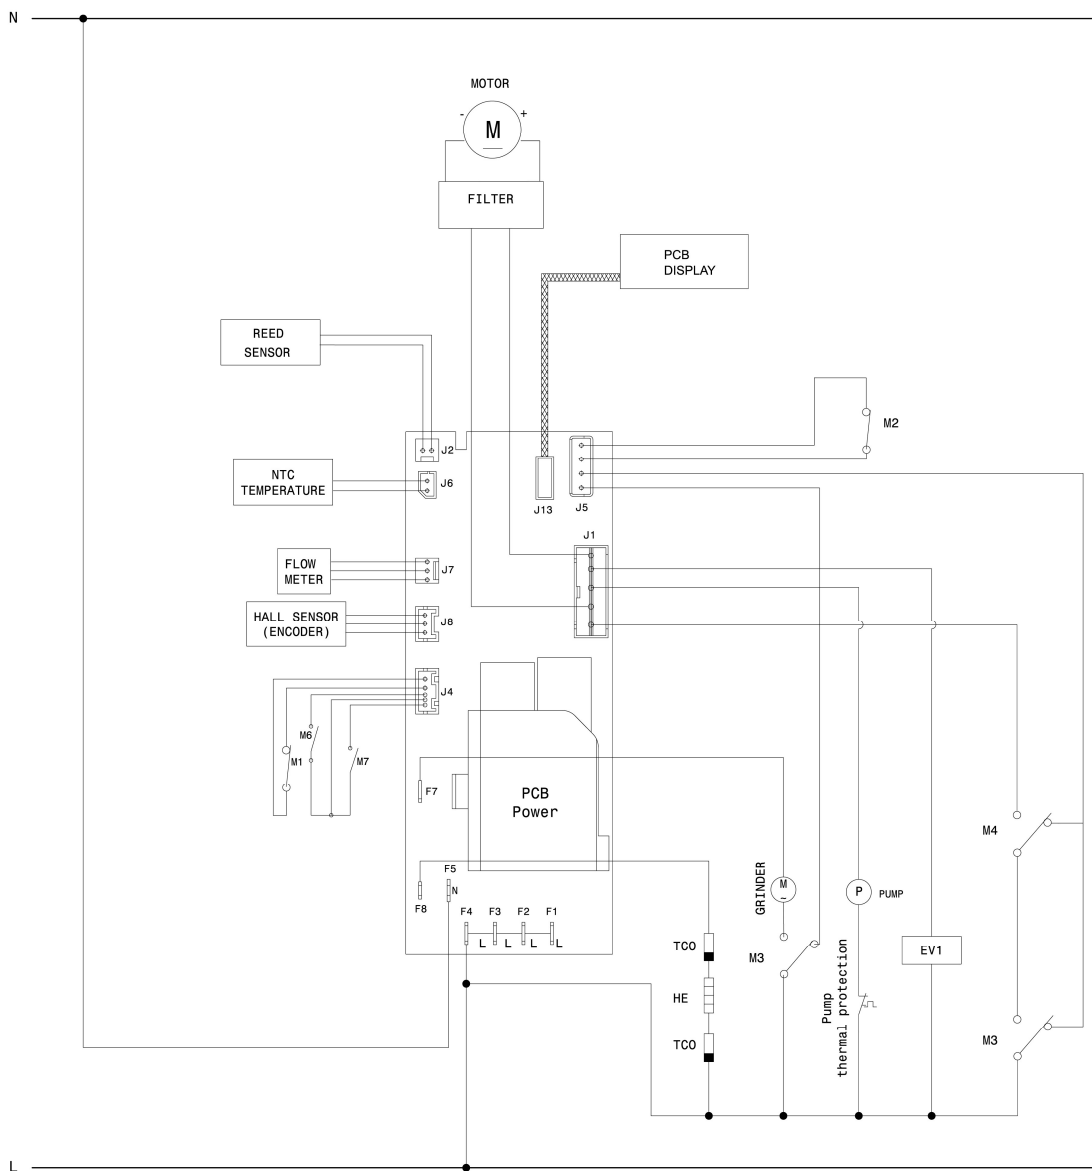 N
MOTOR
- +
M
FILTER
PCB
DISPLAY
REED
SENSOR
M2
J2
NTC
TEMPERATURE
J6
J13
J5
J1
FLOW
METER
J7
HALL SENSOR
(ENCODER)
J8
J4
M6
M1
M7
F7
PCB
Power
M4
F5
N
F8
F4 F3 F2 F1
L L L L
GRINDER
M
~
P
PUMP
TCO
M3
EV1
HE
Pump
thermal protection
TCO
M3
L